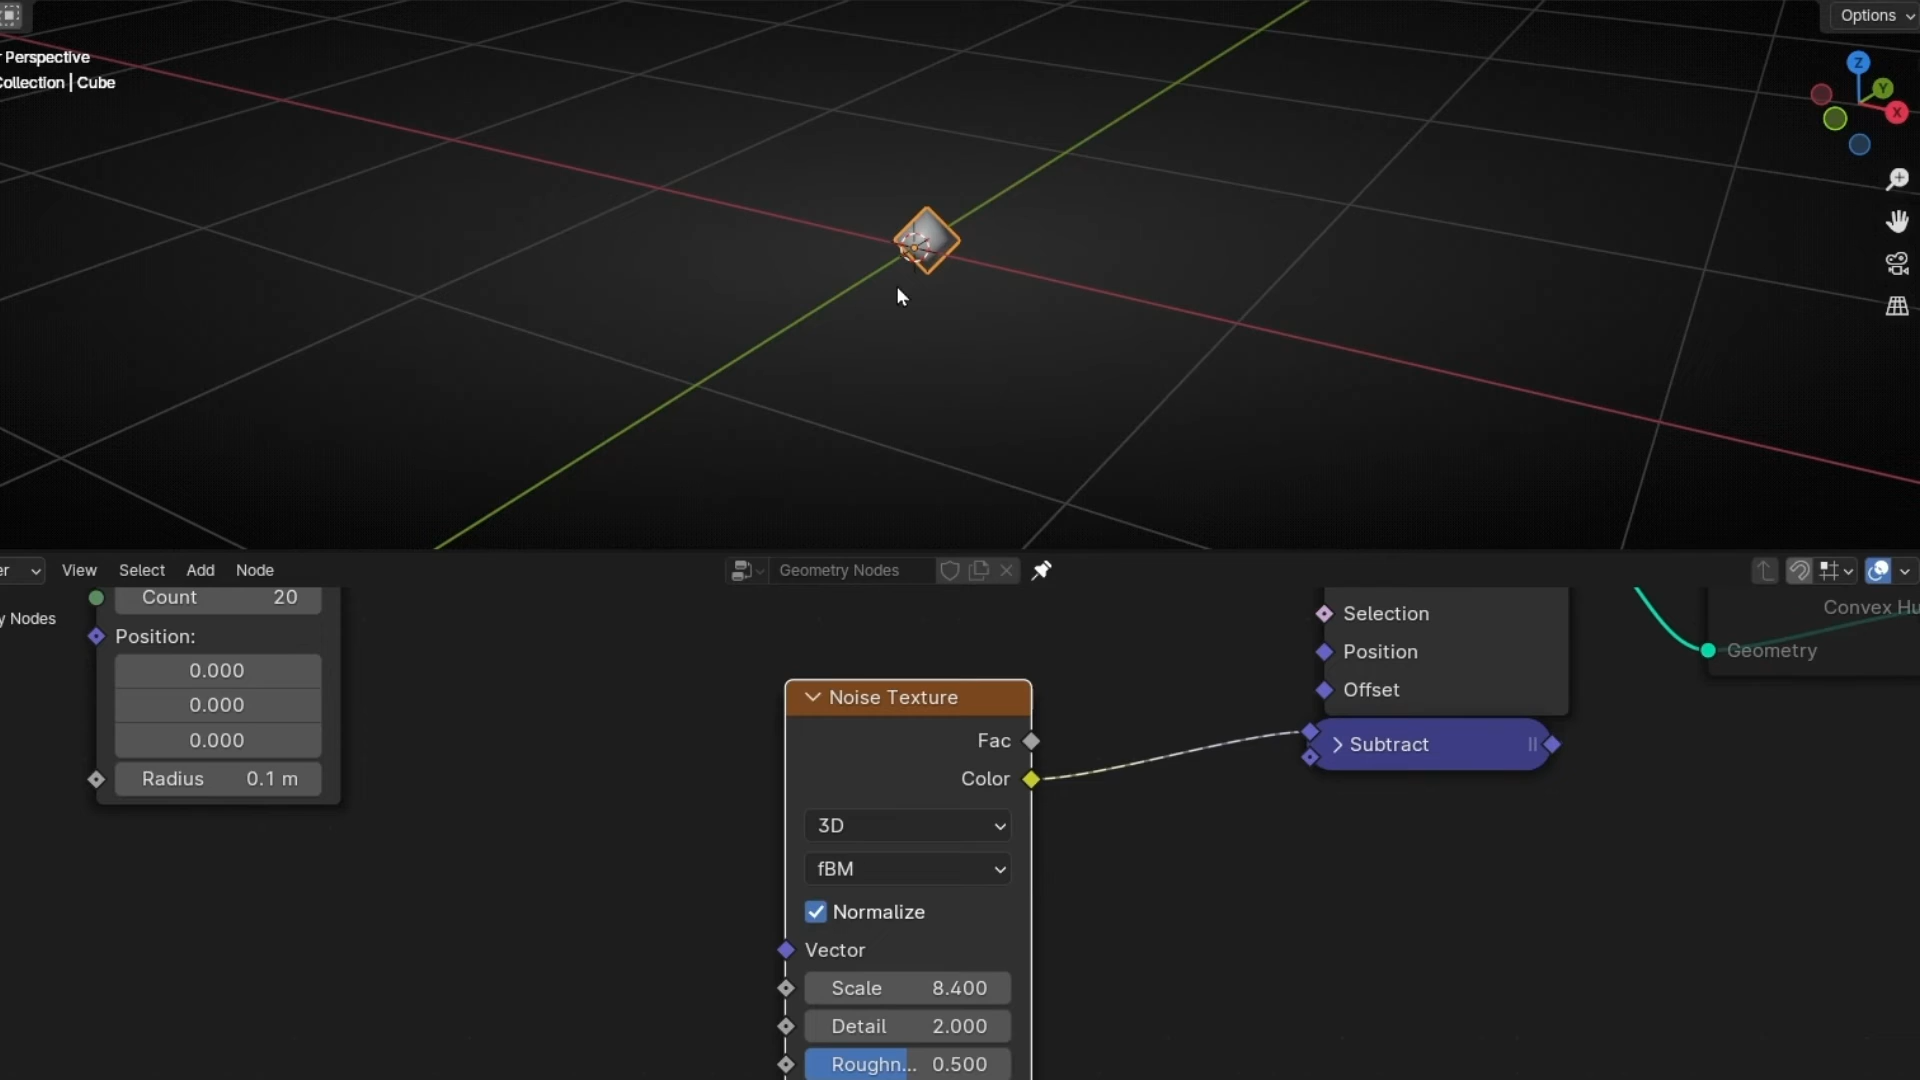 Options
r Perspective
Collection | Cube
Z
Y
X
er
View
Select
Add
Node
Geometry Nodes
y Nodes
Count 20
Position:
0.000
0.000
0.000
Radius 0.1 m
Noise Texture
Fac
Color
3D
fBM
Normalize
Vector
Scale 8.400
Detail 2.000
Roughn... 0.500
Selection
Position
Offset
Subtract
Convex Hu
Geometry